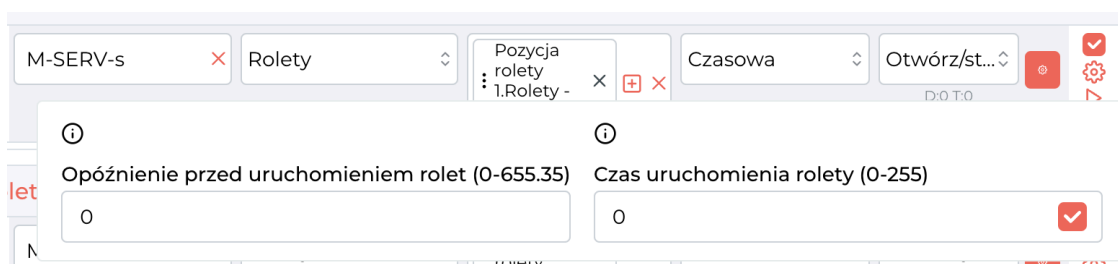 M-SERV-s
Rolety
Pozycja
rolety
1.Rolety -
Czasowa
Otwórz/st...
D:0 T:0
Opóźnienie przed uruchomieniem rolet (0-655.35)
Czas uruchomienia rolety (0-255)
0
0